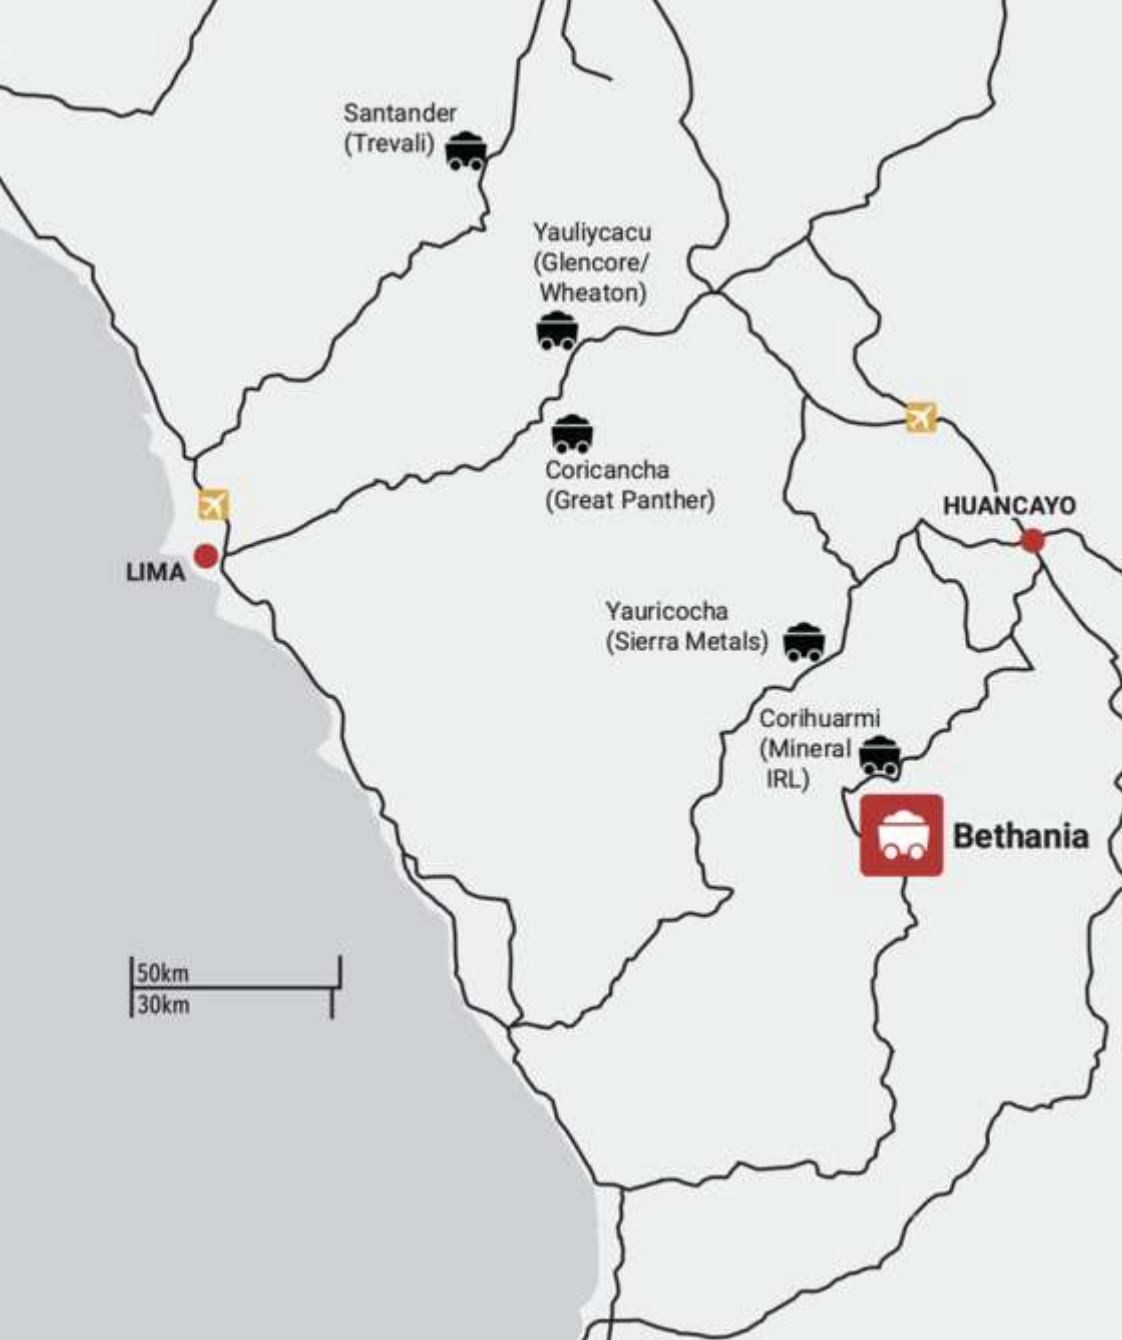 Santander
(Trevali)
Yauliycacu
(Glencore/
Wheaton)
Coricancha
(Great Panther)
HUANCAYO
LIMA
Yauricocha
(Sierra Metals)
Corihuarmi
(Mineral
IRL)
Bethania
50km
30km